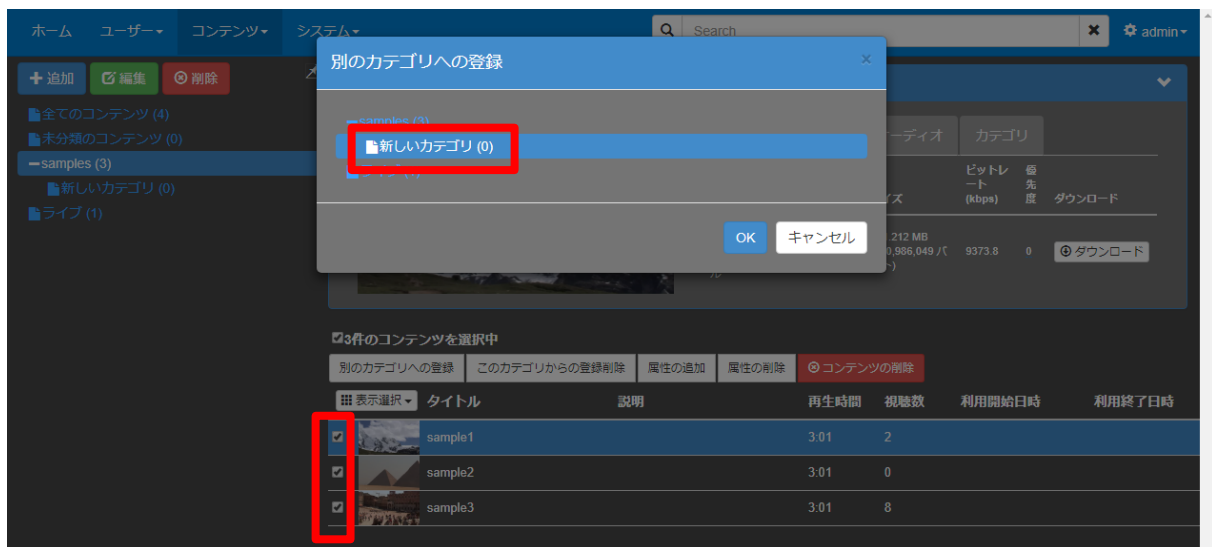 ホーム ユーザー コンテンツ システム Search admin
別のカテゴリへの登録 ×
追加 編集 削除
全てのコンテンツ (4)
未分類のコンテンツ (0)
samples (3)
新しいカテゴリ (0)
ライブ (1)
samples (3)
新しいカテゴリ (0)
OK キャンセル
カテゴリ
ビットレート (kbps) 優先度 ダウンロード
9373.8 0 ダウンロード
3件のコンテンツを選択中
別のカテゴリへの登録 このカテゴリからの登録削除 属性の追加 属性の削除 コンテンツの削除
表示選択 タイトル 説明 再生時間 視聴数 利用開始日時 利用終了日時
sample1 3:01 2
sample2 3:01 0
sample3 3:01 8